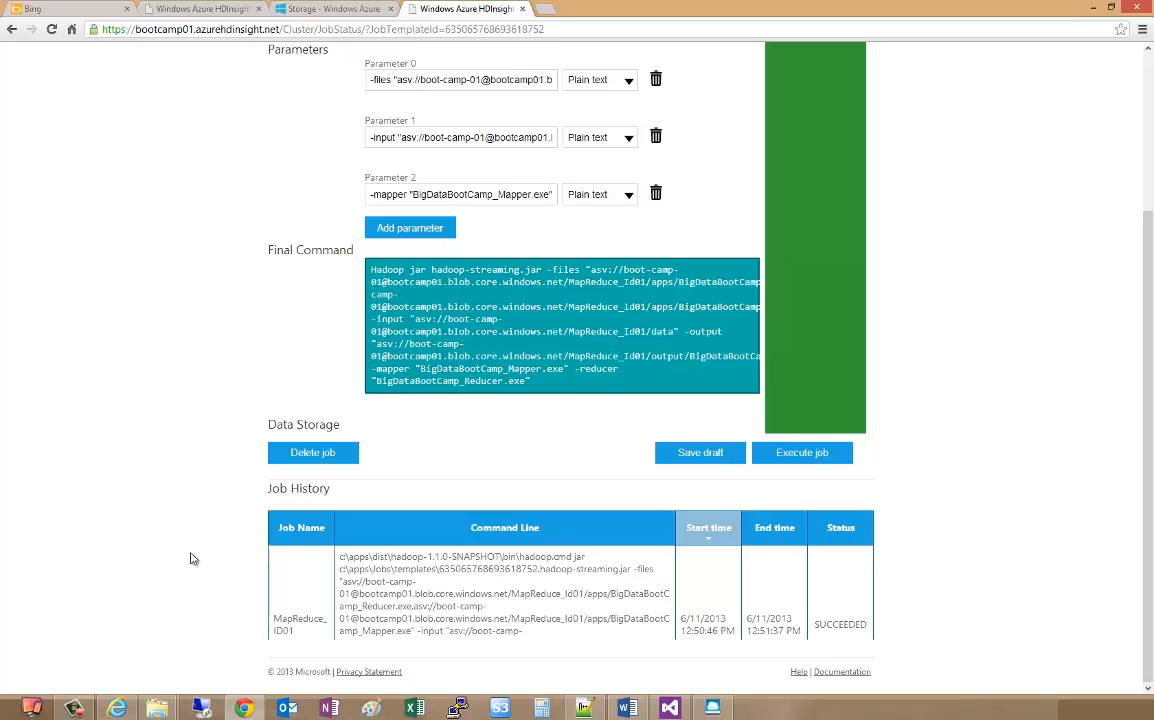 Bing
Windows Azure HDInsight
Storage - Windows Azure
Windows Azure HDInsight
https://bootcamp01.azurehdinsight.net/Cluster/JobStatus/?JobTemplateId=635065768693618752
Parameters
Parameter 0
-files "asv://boot-camp-01@bootcamp01.b
Plain text
Parameter 1
-input "asv://boot-camp-01@bootcamp01.
Plain text
Parameter 2
-mapper "BigDataBootCamp_Mapper.exe"
Plain text
Add parameter
Final Command
Hadoop jar hadoop-streaming.jar -files "asv://boot-camp-
01@bootcamp01.blob.core.windows.net/MapReduce_Id01/apps/BigDataBootCamp
camp-
01@bootcamp01.blob.core.windows.net/MapReduce_Id01/apps/BigDataBootCamp
-input "asv://boot-camp-
01@bootcamp01.blob.core.windows.net/MapReduce_Id01/data" -output
"asv://boot-camp-
01@bootcamp01.blob.core.windows.net/MapReduce_Id01/output/BigDataBootCa
-mapper "BigDataBootCamp_Mapper.exe" -reducer
"BigDataBootCamp_Reducer.exe"
Data Storage
Delete job
Save draft
Execute job
Job History
Job Name
Command Line
Start time
End time
Status
c:\apps\dist\hadoop-1.1.0-SNAPSHOT\bin\hadoop.cmd jar
c:\apps\Jobs\templates\635065768693618752.hadoop-streaming.jar -files
"asv://boot-camp-
01@bootcamp01.blob.core.windows.net/MapReduce_Id01/apps/BigDataBootC
amp_Reducer.exe,asv://boot-camp-
01@bootcamp01.blob.core.windows.net/MapReduce_Id01/apps/BigDataBootC
amp_Mapper.exe" -input "asv://boot-camp-
MapReduce_
ID01
6/11/2013
12:50:46 PM
6/11/2013
12:51:37 PM
SUCCEEDED
© 2013 Microsoft | Privacy Statement
Help | Documentation